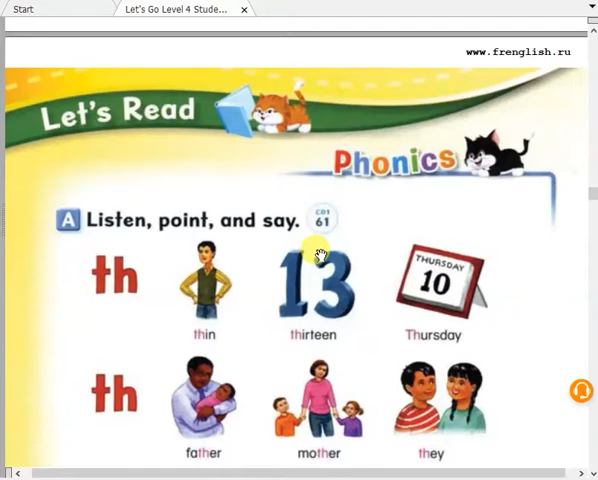 Start
Let's Go Level 4 Stude...
www.frenglish.ru
Let's Read
Phonics
A Listen, point, and say. CD1 61
th
13
THURSDAY
10
thin
thirteen
Thursday
th
father
mother
they